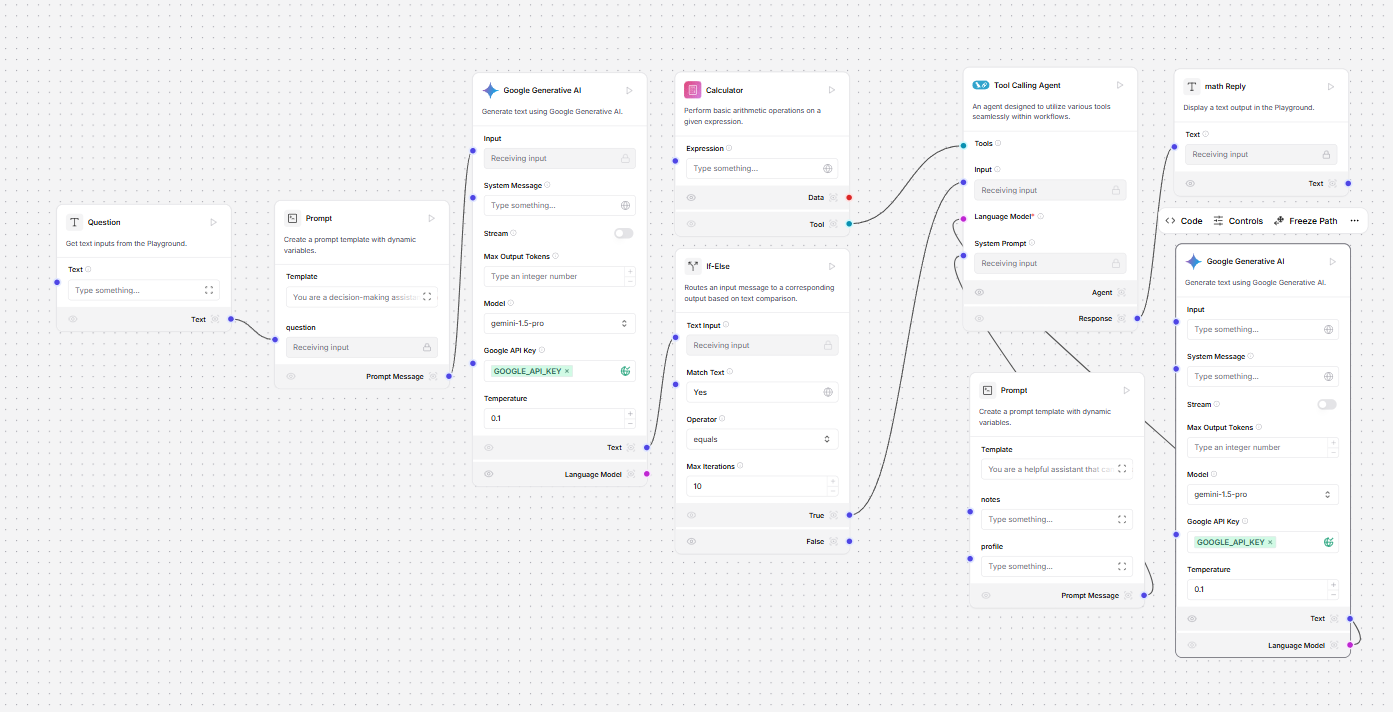 Question
Get text inputs from the Playground.
Text
Type something...
Text
Prompt
Create a prompt template with dynamic
variables.
Template
You are a decision-making assista
question
Receiving input
Prompt Message
Google Generative AI
Generate text using Google Generative AI.
Input
Receiving input
System Message
Type something...
Stream
Max Output Tokens
Type an integer number
Model
gemini-1.5-pro
Google API Key
GOOGLE_API_KEY ×
Temperature
0.1
Text
Language Model
Calculator
Perform basic arithmetic operations on a
given expression.
Expression
Type something...
Data
Tool
If-Else
Routes an input message to a corresponding
output based on text comparison.
Text Input
Receiving input
Match Text
Yes
Operator
equals
Max Iterations
10
True
False
Tool Calling Agent
An agent designed to utilize various tools
seamlessly within workflows.
Tools
Input
Receiving input
Language Model*
System Prompt
Receiving input
Agent
Response
Prompt
Create a prompt template with dynamic
variables.
Template
You are a helpful assistant that ca
notes
Type something...
profile
Type something...
Prompt Message
math Reply
Display a text output in the Playground.
Text
Receiving input
Text
Code Controls Freeze Path ...
Google Generative AI
Generate text using Google Generative AI.
Input
Type something...
System Message
Type something...
Stream
Max Output Tokens
Type an integer number
Model
gemini-1.5-pro
Google API Key
GOOGLE_API_KEY ×
Temperature
0.1
Text
Language Model